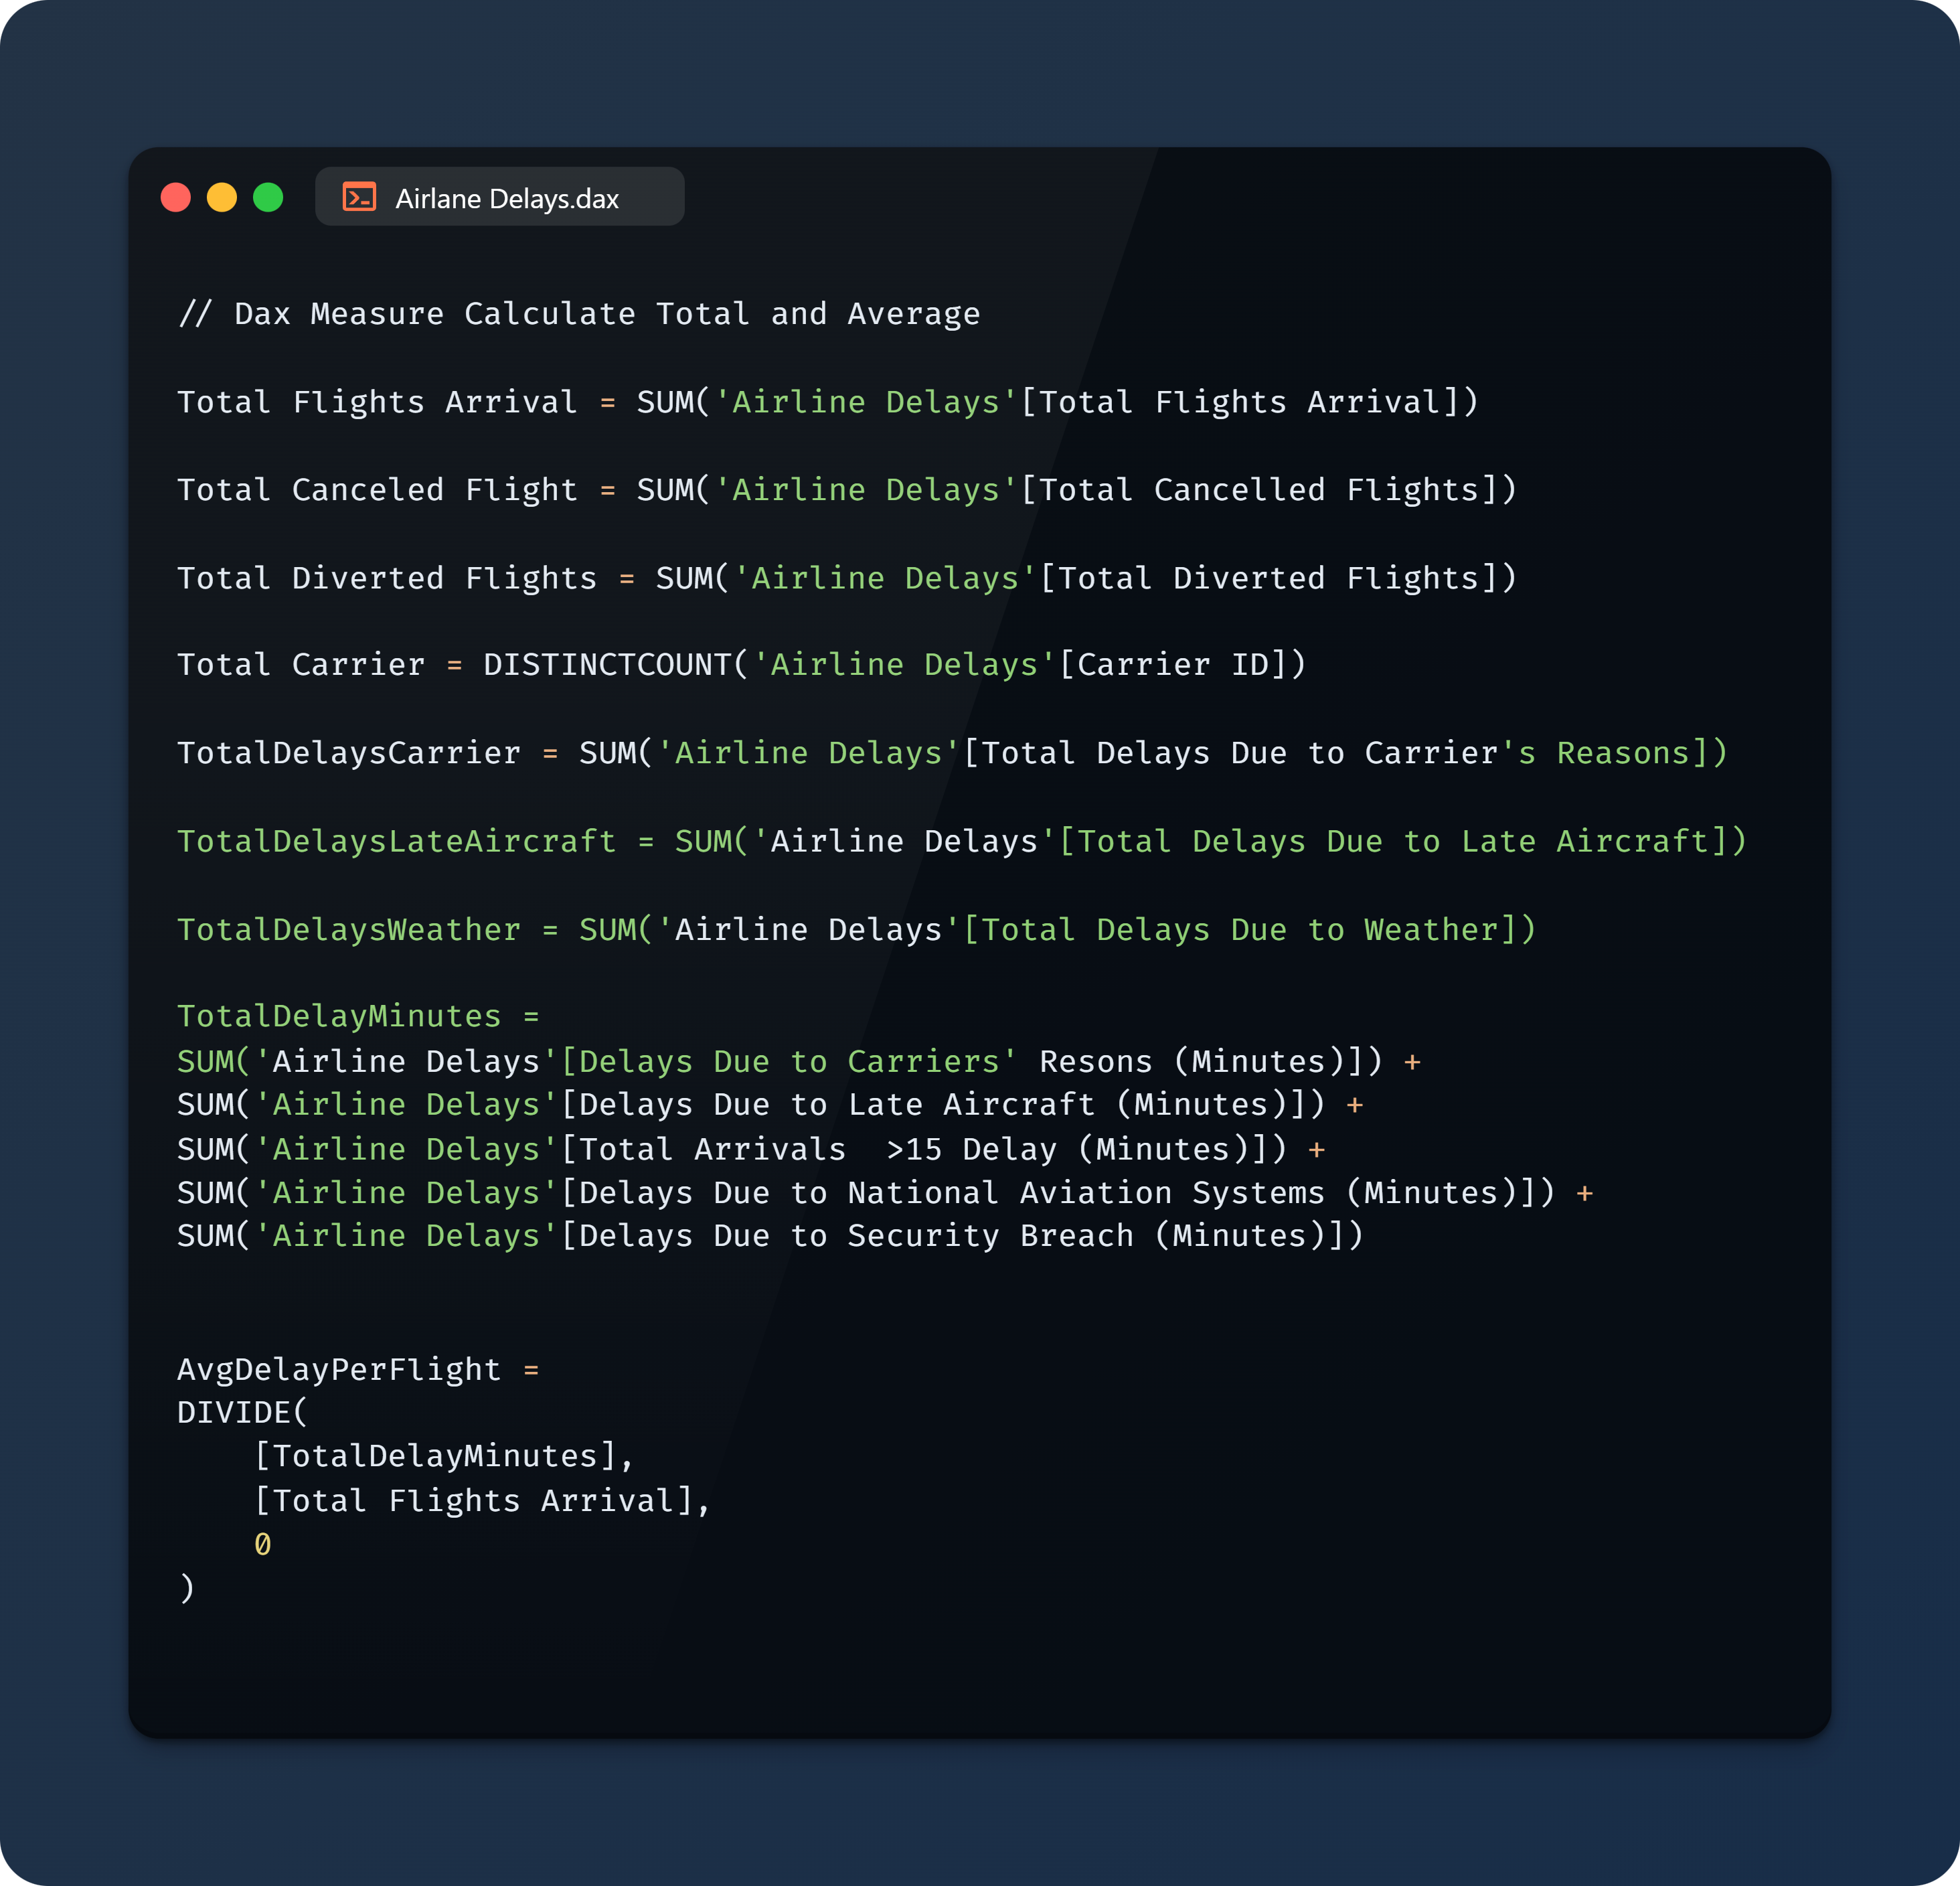 Airlane Delays.dax
// Dax Measure Calculate Total and Average
Total Flights Arrival = SUM('Airline Delays'[Total Flights Arrival])
Total Canceled Flight = SUM('Airline Delays'[Total Cancelled Flights])
Total Diverted Flights = SUM('Airline Delays'[Total Diverted Flights])
Total Carrier = DISTINCTCOUNT('Airline Delays'[Carrier ID])
TotalDelaysCarrier = SUM('Airline Delays'[Total Delays Due to Carrier's Reasons])
TotalDelaysLateAircraft = SUM('Airline Delays'[Total Delays Due to Late Aircraft])
TotalDelaysWeather = SUM('Airline Delays'[Total Delays Due to Weather])
TotalDelayMinutes =
SUM('Airline Delays'[Delays Due to Carriers' Resons (Minutes)]) +
SUM('Airline Delays'[Delays Due to Late Aircraft (Minutes)]) +
SUM('Airline Delays'[Total Arrivals  >15 Delay (Minutes)]) +
SUM('Airline Delays'[Delays Due to National Aviation Systems (Minutes)]) +
SUM('Airline Delays'[Delays Due to Security Breach (Minutes)])
AvgDelayPerFlight =
DIVIDE(
    [TotalDelayMinutes],
    [Total Flights Arrival],
    0
)